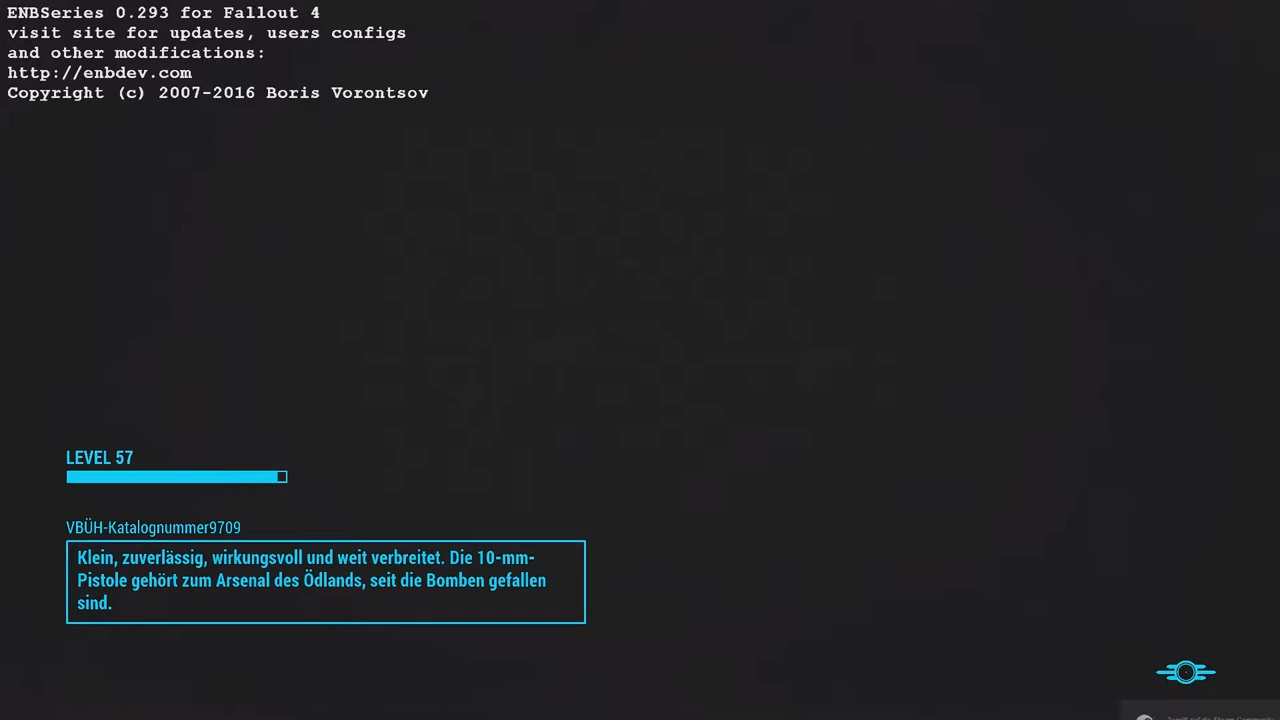 ENBSeries 0.293 for Fallout 4
visit site for updates, users configs
and other modifications:
http://enbdev.com
Copyright (c) 2007-2016 Boris Vorontsov
LEVEL 57
VBÜH-Katalognummer9709
Klein, zuverlässig, wirkungsvoll und weit verbreitet. Die 10-mm-
Pistole gehört zum Arsenal des Ödlands, seit die Bomben gefallen
sind.